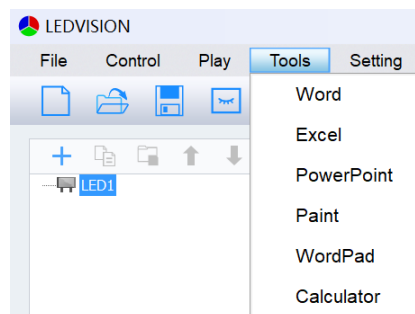 LEDVISION
File Control Play Tools Setting
Word
Excel
PowerPoint
Paint
WordPad
Calculator
LED1